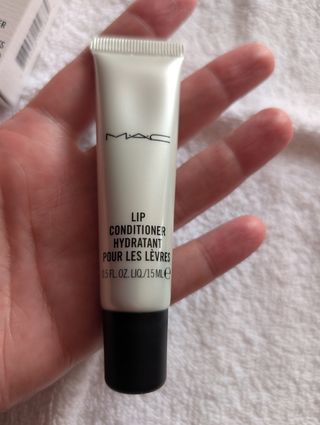 MAC
LIP
CONDITIONER
HYDRATANT
POUR LES LÈVRES
0.5 FL.OZ. LIQ./15 ML℮